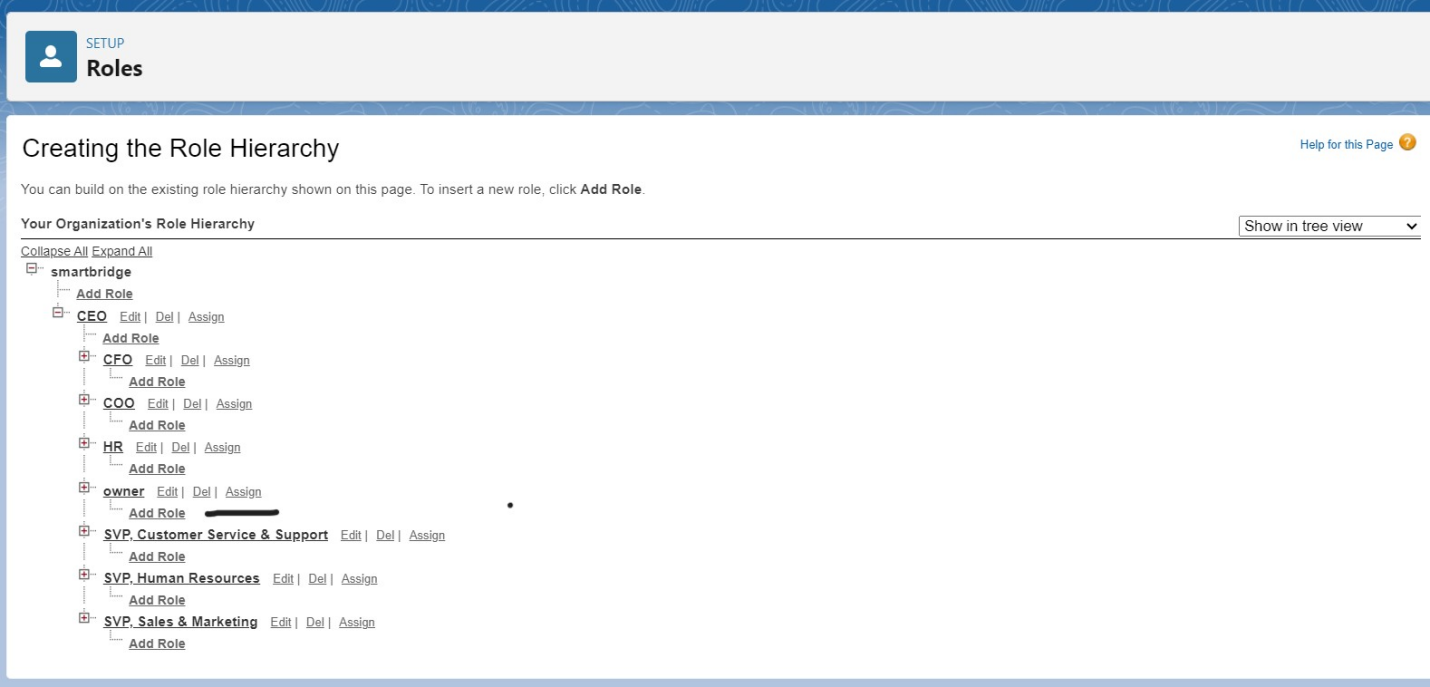 SETUP
Roles
Creating the Role Hierarchy
Help for this Page ?
You can build on the existing role hierarchy shown on this page. To insert a new role, click Add Role.
Your Organization's Role Hierarchy
Show in tree view
Collapse All Expand All
smartbridge
Add Role
CEO Edit | Del | Assign
Add Role
CFO Edit | Del | Assign
Add Role
COO Edit | Del | Assign
Add Role
HR Edit | Del | Assign
Add Role
owner Edit | Del | Assign
Add Role
SVP, Customer Service & Support Edit | Del | Assign
Add Role
SVP, Human Resources Edit | Del | Assign
Add Role
SVP, Sales & Marketing Edit | Del | Assign
Add Role